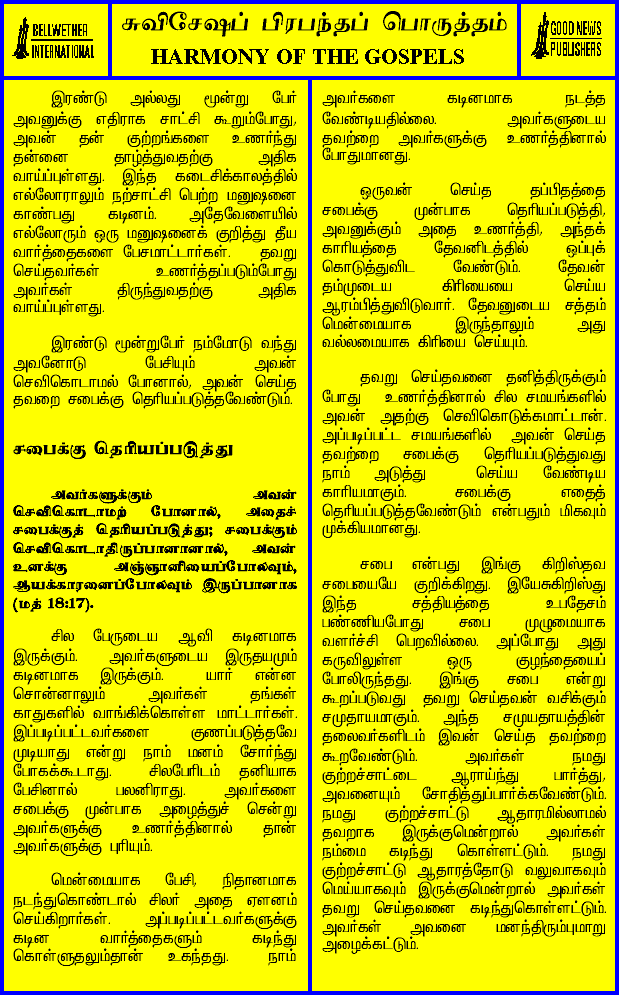 BELLWETHER
INTERNATIONAL
சுவிசேஷப் பிரபந்தப் பொருத்தம்
HARMONY OF THE GOSPELS
GOOD NEWS
PUBLISHERS
இரண்டு அல்லது மூன்று பேர்
அவனுக்கு எதிராக சாட்சி கூறும்போது,
அவன் தன் குற்றங்களை உணர்ந்து
தன்னை தாழ்த்துவதற்கு அதிக
வாய்ப்புள்ளது. இந்த கடைசிக்காலத்தில்
எல்லோராலும் நற்சாட்சி பெற்ற மனுஷனை
காண்பது கடினம். அதேவேளையில்
எல்லோரும் ஒரு மனுஷனைக் குறித்து தீய
வார்த்தைகளை பேசமாட்டார்கள். தவறு
செய்தவர்கள் உணர்த்தப்படும்போது
அவர்கள் திருந்துவதற்கு அதிக
வாய்ப்புள்ளது.
இரண்டு மூன்றுபேர் நம்மோடு வந்து
அவனோடு பேசியும் அவன்
செவிகொடாமல் போனால், அவன் செய்த
தவறை சபைக்கு தெரியப்படுத்தவேண்டும்.
சபைக்கு தெரியப்படுத்து
அவர்களுக்கும் அவன்
செவிகொடாமற் போனால், அதைச்
சபைக்குத் தெரியப்படுத்து; சபைக்கும்
செவிகொடாதிருப்பானானால், அவன்
உனக்கு அஞ்ஞானியைப்போலவும்,
ஆயக்காரனைப்போலவும் இருப்பானாக
(மத் 18:17).
சில பேருடைய ஆவி கடினமாக
இருக்கும். அவர்களுடைய இருதயமும்
கடினமாக இருக்கும். யார் என்ன
சொன்னாலும் அவர்கள் தங்கள்
காதுகளில் வாங்கிக்கொள்ள மாட்டார்கள்.
இப்படிப்பட்டவர்களை குணப்படுத்தவே
முடியாது என்று நாம் மனம் சோர்ந்து
போகக்கூடாது. சிலபேரிடம் தனியாக
பேசினால் பலனிராது. அவர்களை
சபைக்கு முன்பாக அழைத்துச் சென்று
அவர்களுக்கு உணர்த்தினால் தான்
அவர்களுக்கு புரியும்.
மென்மையாக பேசி, நிதானமாக
நடந்துகொண்டால் சிலர் அதை ஏளனம்
செய்கிறார்கள். அப்படிப்பட்டவர்களுக்கு
கடின வார்த்தைகளும் கடிந்து
கொள்ளுதலும்தான் உகந்தது. நாம்
அவர்களை கடினமாக நடத்த
வேண்டியதில்லை. அவர்களுடைய
தவற்றை அவர்களுக்கு உணர்த்தினால்
போதுமானது.
ஒருவன் செய்த தப்பிதத்தை
சபைக்கு முன்பாக தெரியப்படுத்தி,
அவனுக்கும் அதை உணர்த்தி, அந்தக்
காரியத்தை தேவனிடத்தில் ஒப்புக்
கொடுத்துவிட வேண்டும். தேவன்
தம்முடைய கிரியையை செய்ய
ஆரம்பித்துவிடுவார். தேவனுடைய சத்தம்
மென்மையாக இருந்தாலும் அது
வல்லமையாக கிரியை செய்யும்.
தவறு செய்தவனை தனித்திருக்கும்
போது உணர்த்தினால் சில சமயங்களில்
அவன் அதற்கு செவிகொடுக்கமாட்டான்.
அப்படிப்பட்ட சமயங்களில் அவன் செய்த
தவற்றை சபைக்கு தெரியப்படுத்துவது
நாம் அடுத்து செய்ய வேண்டிய
காரியமாகும். சபைக்கு எதைத்
தெரியப்படுத்தவேண்டும் என்பதும் மிகவும்
முக்கியமானது.
சபை என்பது இங்கு கிறிஸ்தவ
சபையையே குறிக்கிறது. இயேசுகிறிஸ்து
இந்த சத்தியத்தை உபதேசம்
பண்ணியபோது சபை முழுமையாக
வளர்ச்சி பெறவில்லை. அப்போது அது
கருவிலுள்ள ஒரு குழந்தையைப்
போலிருந்தது. இங்கு சபை என்று
கூறப்படுவது தவறு செய்தவன் வசிக்கும்
சமுதாயமாகும். அந்த சமுயதாயத்தின்
தலைவர்களிடம் இவன் செய்த தவற்றை
கூறவேண்டும். அவர்கள் நமது
குற்றச்சாட்டை ஆராய்ந்து பார்த்து,
அவனையும் சோதித்துப்பார்க்கவேண்டும்.
நமது குற்றச்சாட்டு ஆதாரமில்லாமல்
தவறாக இருக்குமென்றால் அவர்கள்
நம்மை கடிந்து கொள்ளட்டும். நமது
குற்றச்சாட்டு ஆதாரத்தோடு வலுவாகவும்
மெய்யாகவும் இருக்குமென்றால் அவர்கள்
தவறு செய்தவனை கடிந்துகொள்ளட்டும்.
அவர்கள் அவனை மனந்திரும்புமாறு
அழைக்கட்டும்.